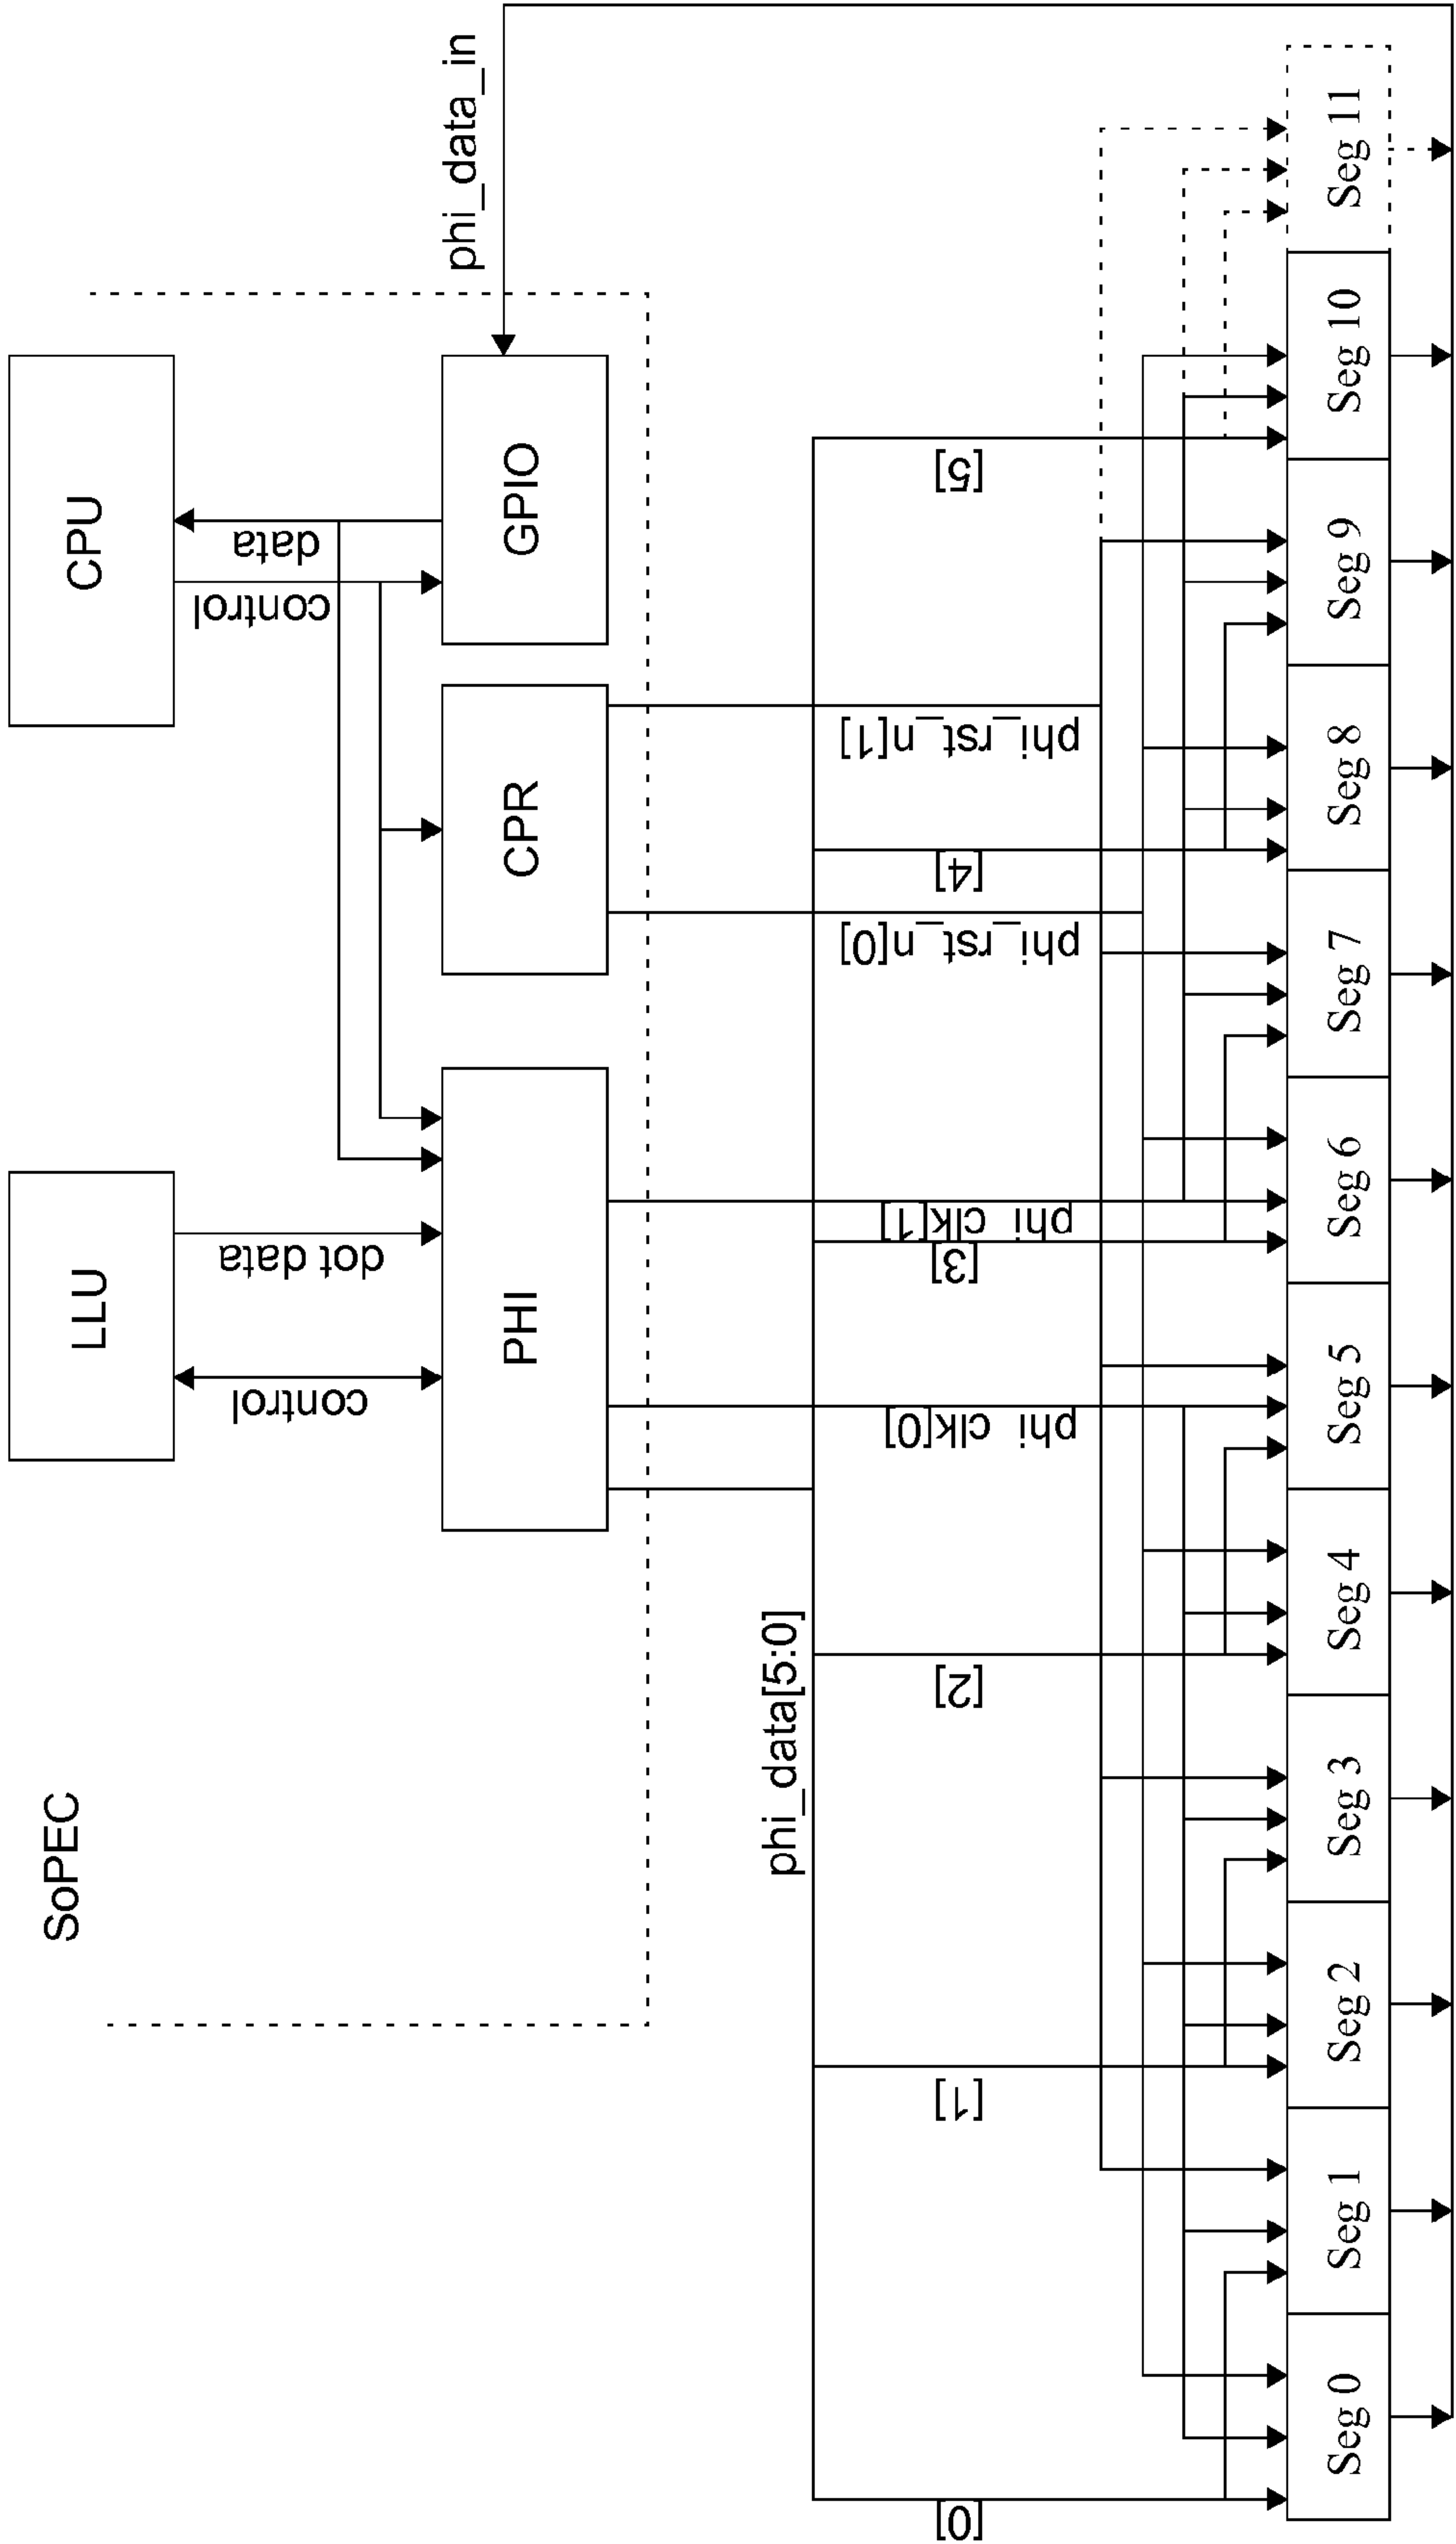 SoPEC
LLU
CPU
control
dot data
control
data
PHI
CPR
GPIO
phi_data_in
phi_data[5:0]
phi_clk[0]
phi_clk[1]
phi_rst_n[0]
phi_rst_n[1]
[0]
[1]
[2]
[3]
[4]
[5]
Seg 0
Seg 1
Seg 2
Seg 3
Seg 4
Seg 5
Seg 6
Seg 7
Seg 8
Seg 9
Seg 10
Seg 11